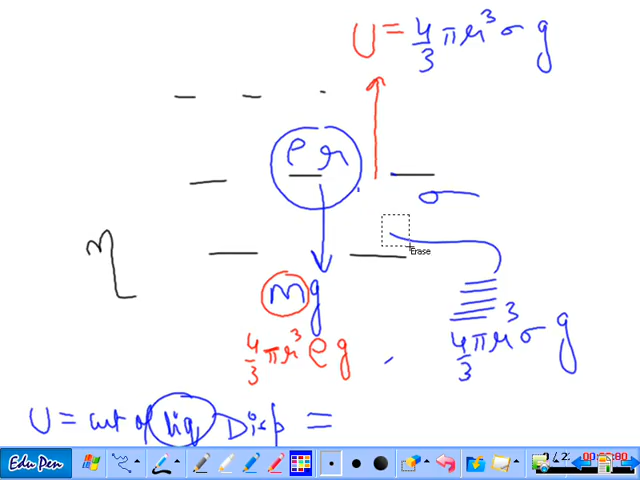 U = 4/3 πr³ σ g
ρ r
σ
η
Erase
mg
4/3 πr³ ρ g , 4/3 πr³ σ g
U = wt of liq Disp =
Edu Pen